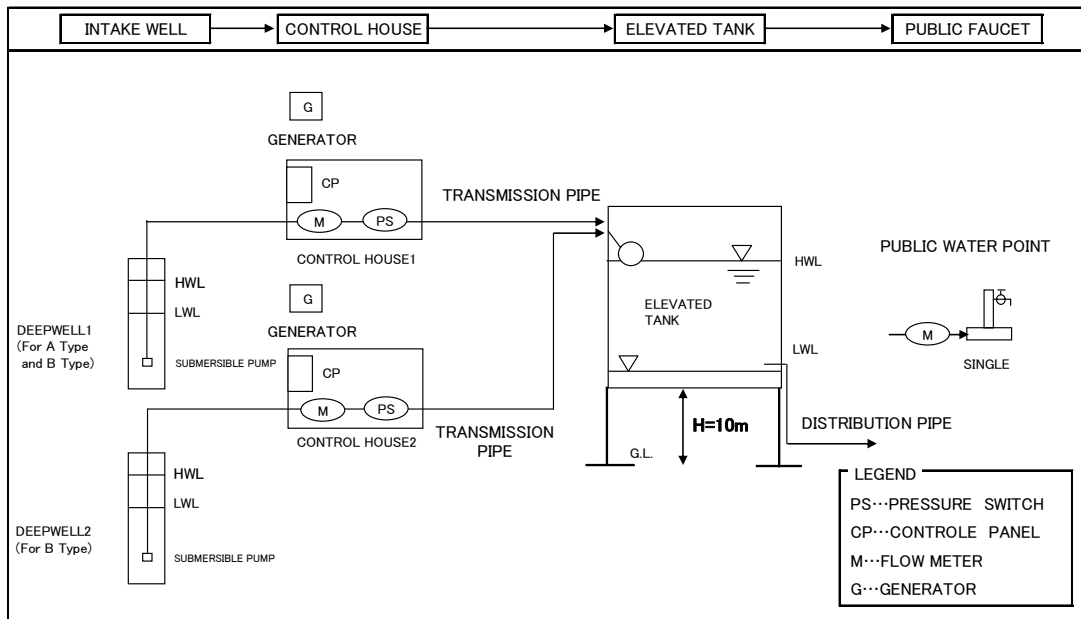 INTAKE WELL
CONTROL HOUSE
ELEVATED TANK
PUBLIC FAUCET
G
GENERATOR
CP
M
PS
CONTROL HOUSE1
TRANSMISSION PIPE
HWL
LWL
DEEPWELL1
(For A Type
and B Type)
SUBMERSIBLE PUMP
G
GENERATOR
CP
M
PS
CONTROL HOUSE2
TRANSMISSION
PIPE
HWL
LWL
DEEPWELL2
(For B Type)
SUBMERSIBLE PUMP
HWL
ELEVATED
TANK
LWL
H=10m
G.L.
DISTRIBUTION PIPE
PUBLIC WATER POINT
M
SINGLE
LEGEND
PS···PRESSURE SWITCH
CP···CONTROLE PANEL
M···FLOW METER
G···GENERATOR